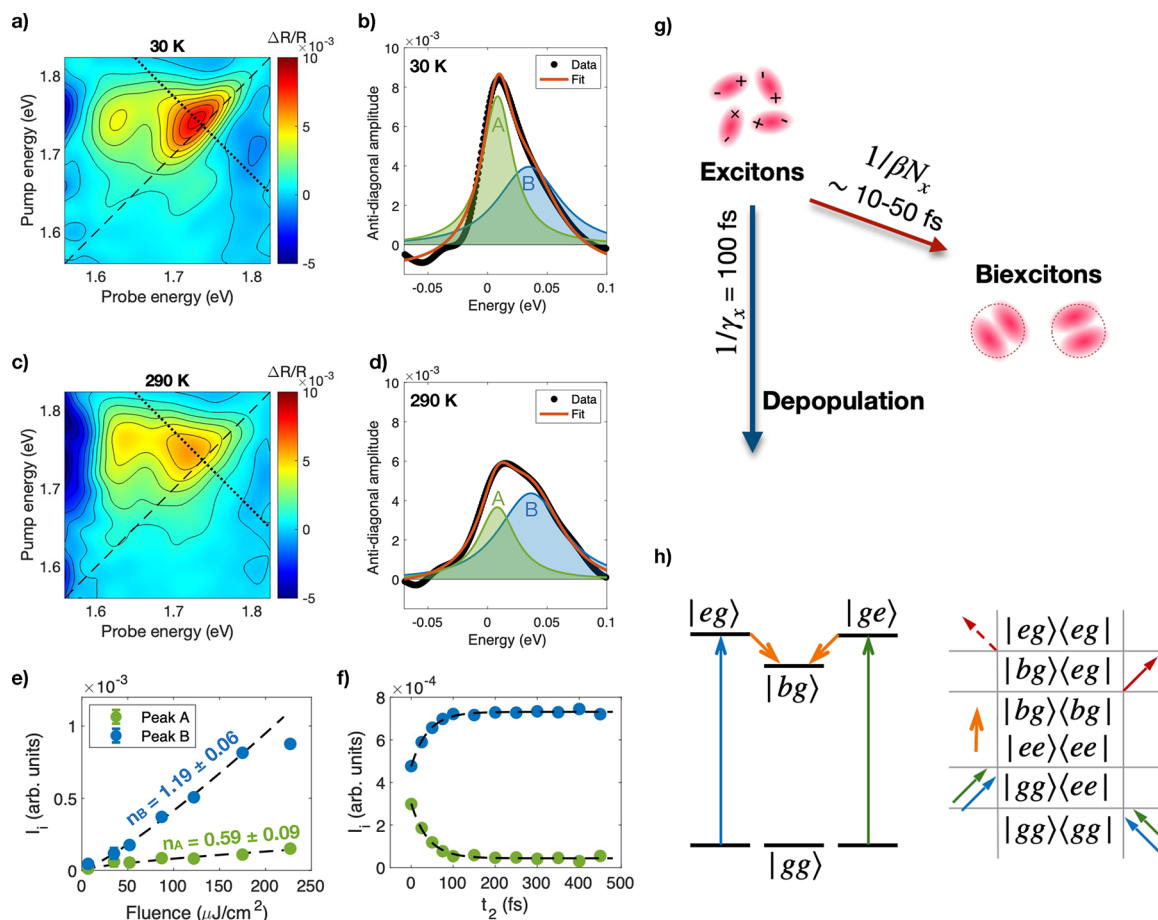 a)
30 K
ΔR/R
×10⁻³
Pump energy (eV)
1.8
1.7
1.6
1.6
1.7
1.8
Probe energy (eV)
10
5
0
-5
b)
×10⁻³
30 K
Data
Fit
A
B
Anti-diagonal amplitude
10
8
6
4
2
0
-0.05
0
0.05
0.1
Energy (eV)
c)
290 K
ΔR/R
×10⁻³
Pump energy (eV)
1.8
1.7
1.6
1.6
1.7
1.8
Probe energy (eV)
10
5
0
-5
d)
×10⁻³
290 K
Data
Fit
A
B
Anti-diagonal amplitude
10
8
6
4
2
0
-0.05
0
0.05
0.1
Energy (eV)
e)
×10⁻³
Peak A
Peak B
n_B = 1.19 ± 0.06
n_A = 0.59 ± 0.09
I_i (arb. units)
1
0.5
0
0
50
100
150
200
250
Fluence (μJ/cm²)
f)
×10⁻⁴
I_i (arb. units)
8
6
4
2
0
0
100
200
300
400
500
t₂ (fs)
g)
- + - +
+ - + -
Excitons
1/βN_x
~ 10-50 fs
1/γ_x = 100 fs
Biexcitons
Depopulation
h)
|eg⟩
|ge⟩
|bg⟩
|gg⟩
|eg⟩⟨eg|
|bg⟩⟨eg|
|bg⟩⟨bg|
|ee⟩⟨ee|
|gg⟩⟨ee|
|gg⟩⟨gg|